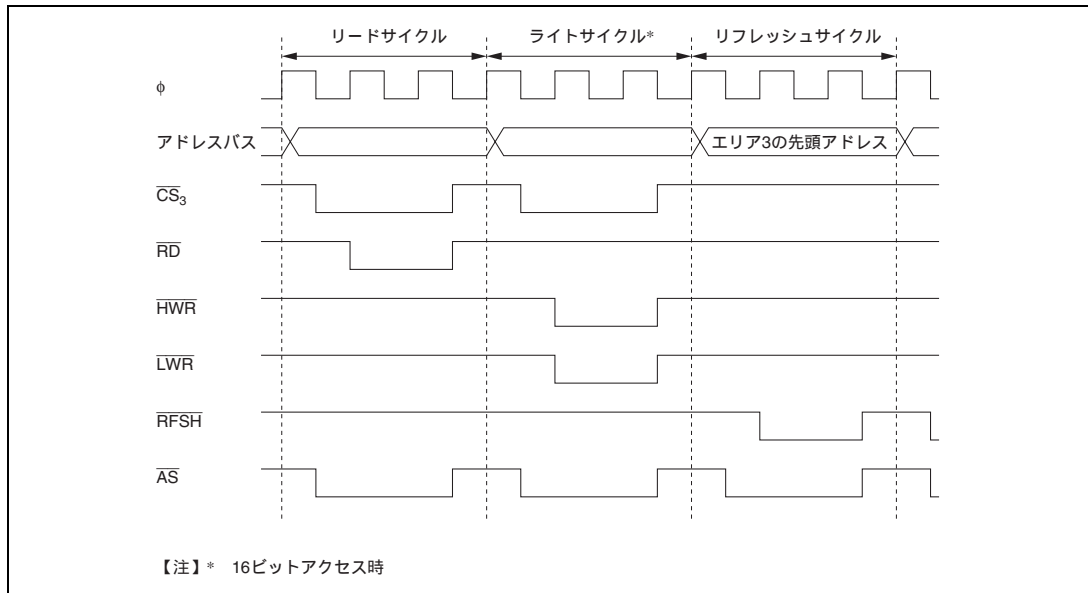 リードサイクル ライトサイクル* リフレッシュサイクル
φ
アドレスバス エリア3の先頭アドレス
CS3
RD
HWR
LWR
RFSH
AS
【注】* 16ビットアクセス時